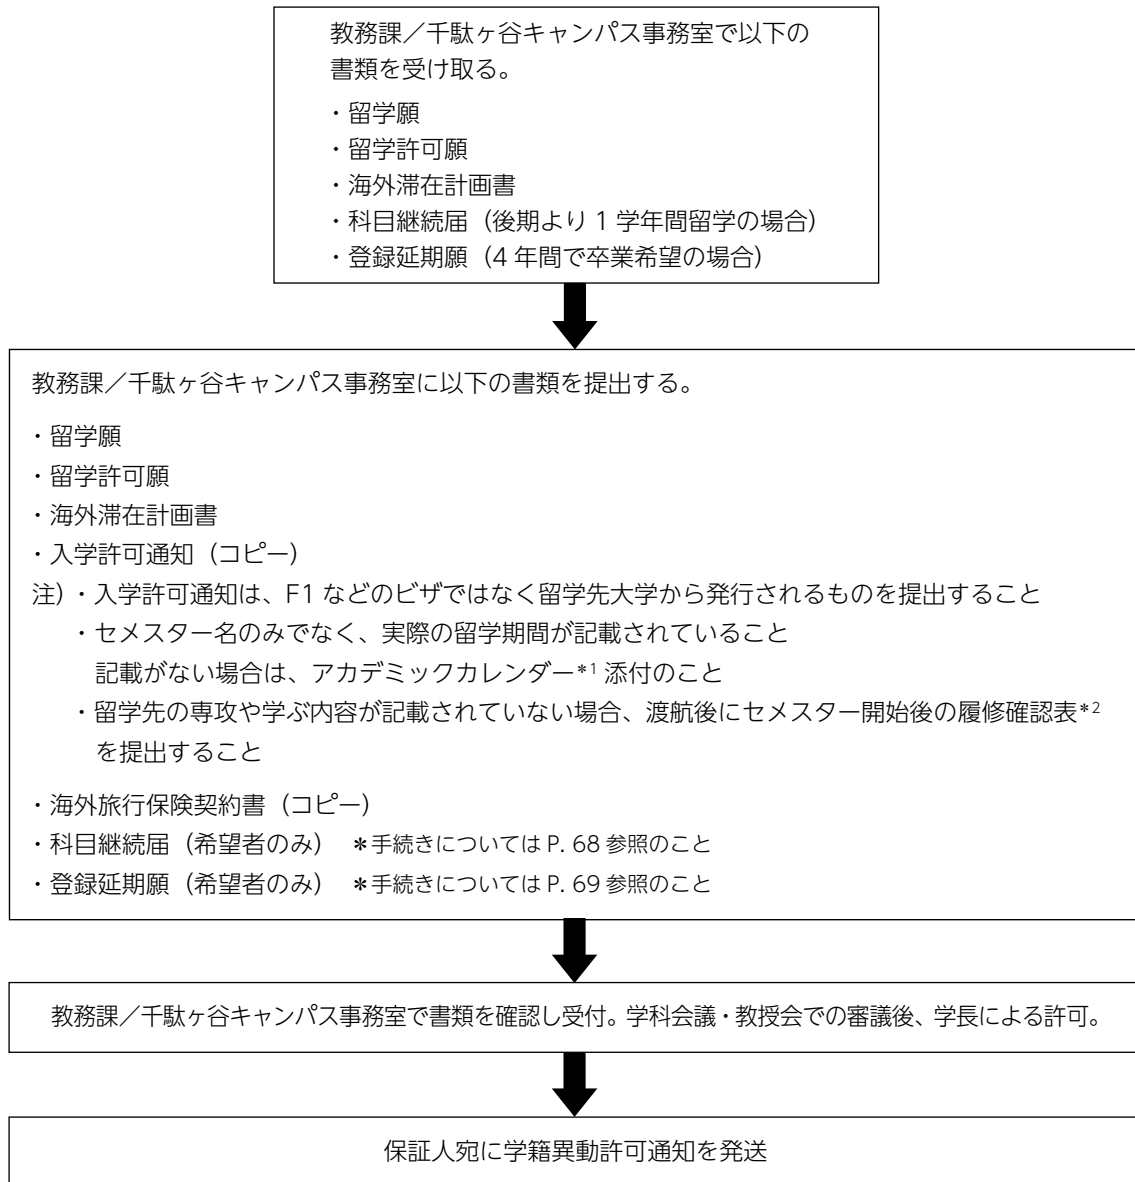 教務課／千駄ヶ谷キャンパス事務室で以下の
書類を受け取る。
・留学願
・留学許可願
・海外滞在計画書
・科目継続届（後期より 1 学年間留学の場合）
・登録延期願（4 年間で卒業希望の場合）
教務課／千駄ヶ谷キャンパス事務室に以下の書類を提出する。
・留学願
・留学許可願
・海外滞在計画書
・入学許可通知（コピー）
注）・入学許可通知は、F1 などのビザではなく留学先大学から発行されるものを提出すること
・セメスター名のみでなく、実際の留学期間が記載されていること
記載がない場合は、アカデミックカレンダー*1 添付のこと
・留学先の専攻や学ぶ内容が記載されていない場合、渡航後にセメスター開始後の履修確認表*2
を提出すること
・海外旅行保険契約書（コピー）
・科目継続届（希望者のみ） ＊手続きについては P. 68 参照のこと
・登録延期願（希望者のみ） ＊手続きについては P. 69 参照のこと
教務課／千駄ヶ谷キャンパス事務室で書類を確認し受付。学科会議・教授会での審議後、学長による許可。
保証人宛に学籍異動許可通知を発送